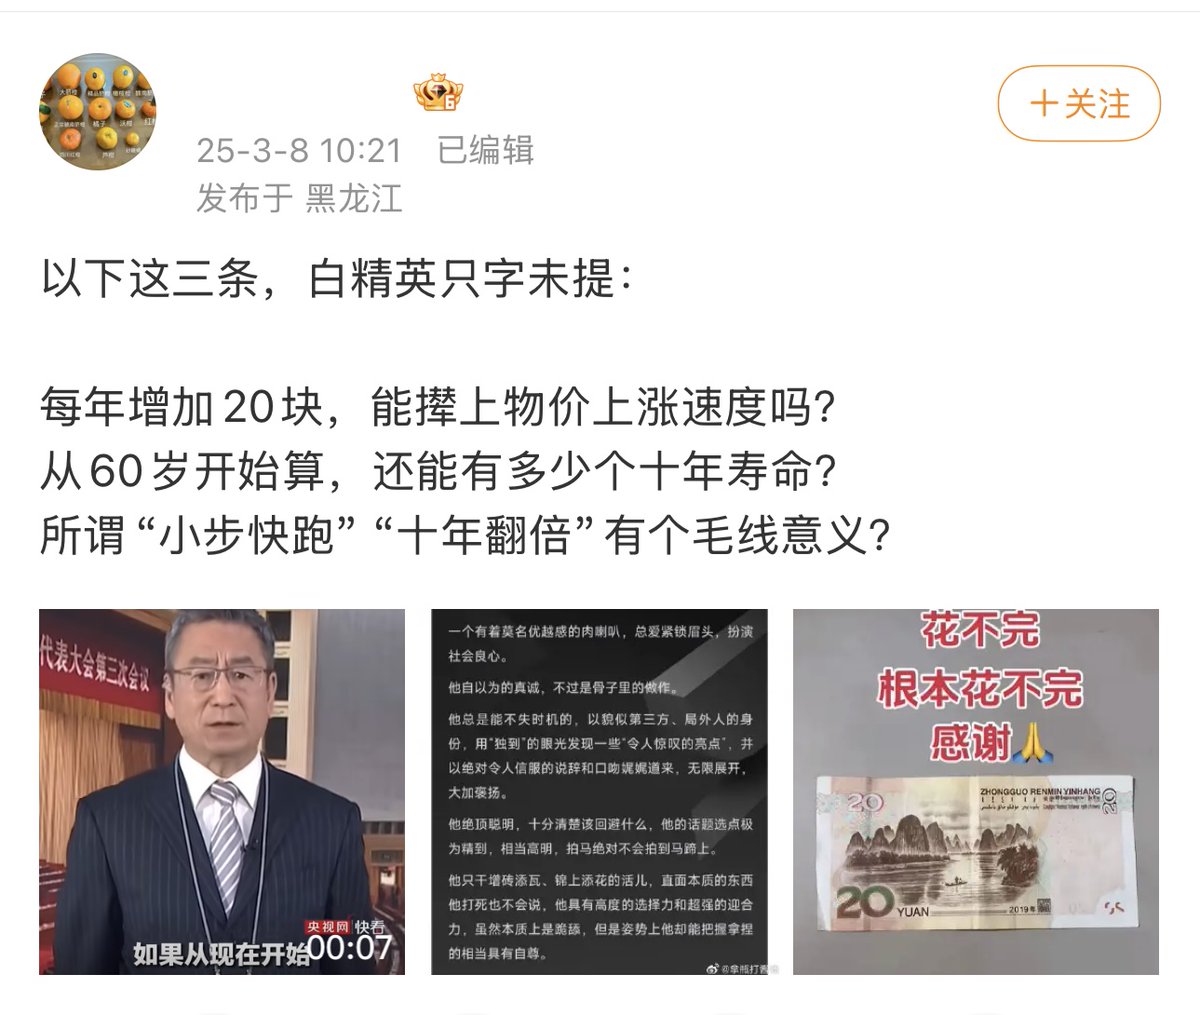 +关注
25-3-8 10:21 已编辑
发布于 黑龙江
以下这三条，白精英只字未提：
每年增加20块，能撵上物价上涨速度吗？
从60岁开始算，还能有多少个十年寿命？
所谓“小步快跑”“十年翻倍”有个毛线意义？
代表大会第三次会议
央视网 快看
如果从现在开始
00:07
一个有着莫名优越感的肉喇叭，总爱紧锁眉头，扮演
社会良心。
他自以为的真诚，不过是骨子里的做作。
他总是能不失时机的，以貌似第三方、局外人的身
份，用“独到”的眼光发现一些“令人惊叹的亮点”，并
以绝对令人信服的说辞和口吻娓娓道来，无限展开，
大加褒扬。
他绝顶聪明，十分清楚该回避什么，他的话题选点极
为精到，相当高明，拍马绝对不会拍到马蹄上。
他只干增砖添瓦、锦上添花的活儿，直面本质的东西
他打死也不会说，他具有高度的选择力和超强的迎合
力，虽然本质上是跪舔，但是姿势上他却能把握拿捏
的相当具有自尊。
花不完
根本花不完
感谢🙏
ZHONGGUO RENMIN YINHANG
20
20
20 YUAN
2019年